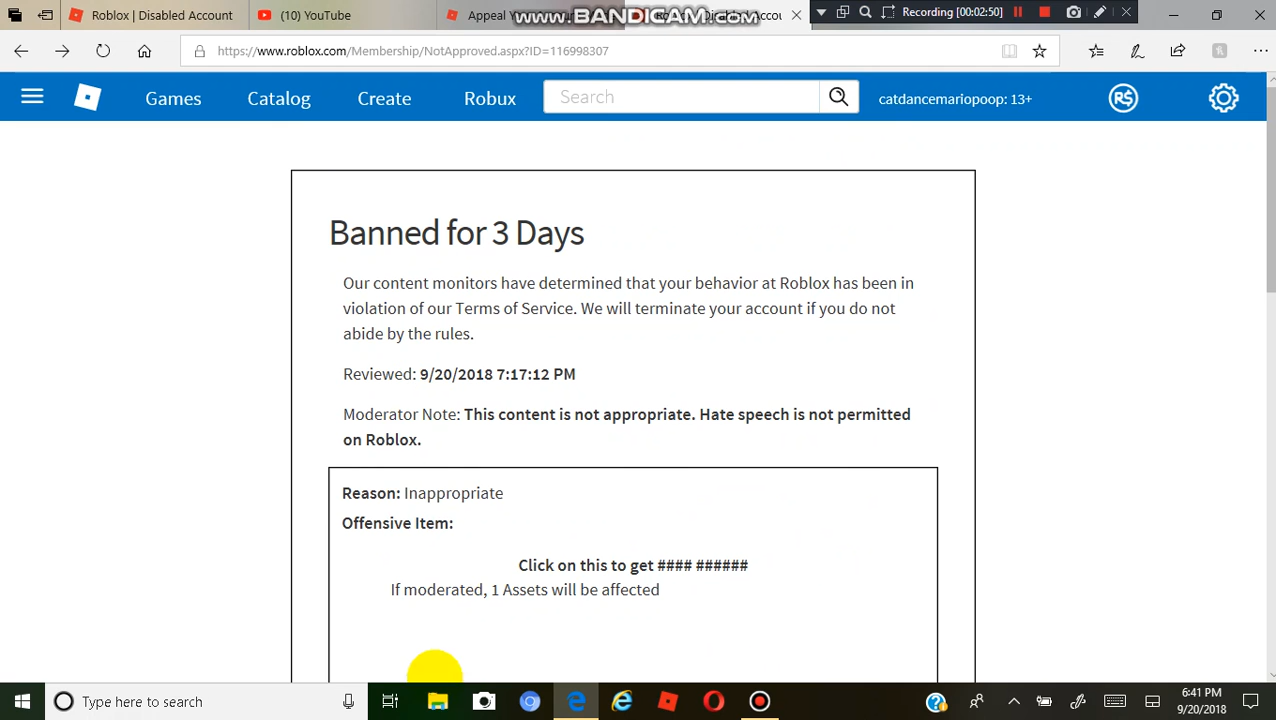 Roblox | Disabled Account
(10) YouTube
Appeal Y
www.BANDICAM.com
Recording [00:02:50]
https://www.roblox.com/Membership/NotApproved.aspx?ID=116998307
Games
Catalog
Create
Robux
Search
catdancemariopoop: 13+
R$
Banned for 3 Days
Our content monitors have determined that your behavior at Roblox has been in
violation of our Terms of Service. We will terminate your account if you do not
abide by the rules.
Reviewed: 9/20/2018 7:17:12 PM
Moderator Note: This content is not appropriate. Hate speech is not permitted
on Roblox.
Reason: Inappropriate
Offensive Item:
Click on this to get #### ######
If moderated, 1 Assets will be affected
Type here to search
6:41 PM
9/20/2018